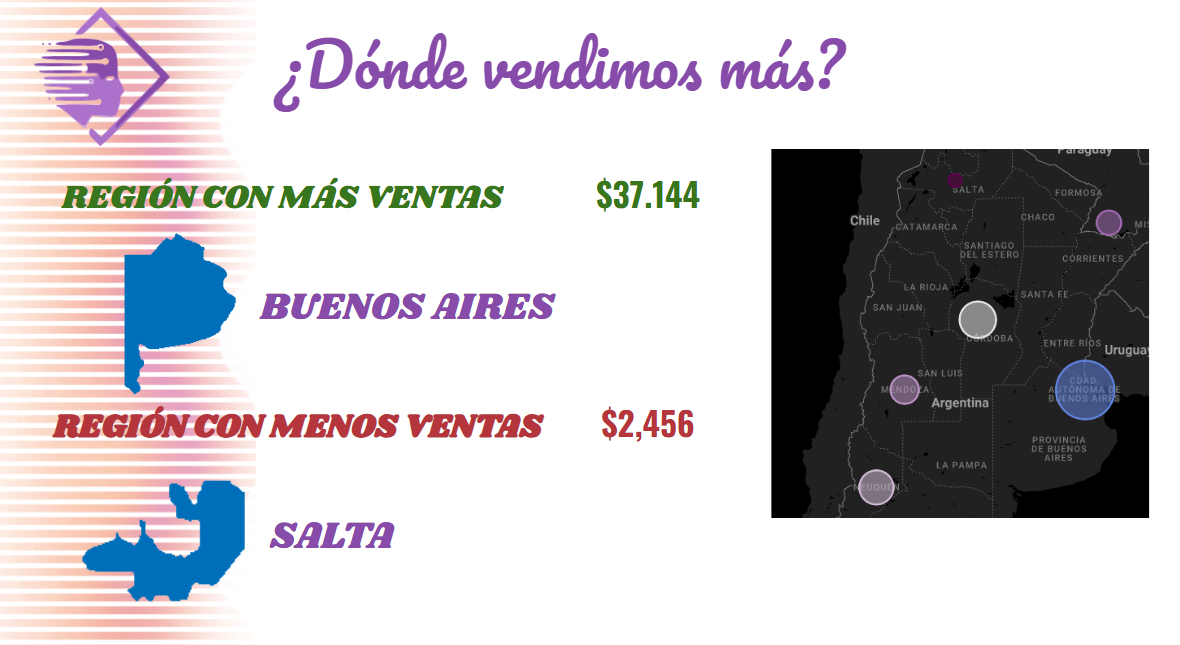 ¿Dónde vendimos más?
REGIÓN CON MÁS VENTAS $37.144
BUENOS AIRES
REGIÓN CON MENOS VENTAS $2,456
SALTA
Paraguay
SALTA
FORMOSA
Chile
CATAMARCA
CHACO
MIS
SANTIAGO
DEL ESTERO
CORRIENTES
LA RIOJA
SANTA FE
SAN JUAN
CÓRDOBA
ENTRE RÍOS
Uruguay
SAN LUIS
MENDOZA
CDAD.
AUTÓNOMA DE
BUENOS AIRES
Argentina
PROVINCIA
DE BUENOS
AIRES
LA PAMPA
NEUQUÉN